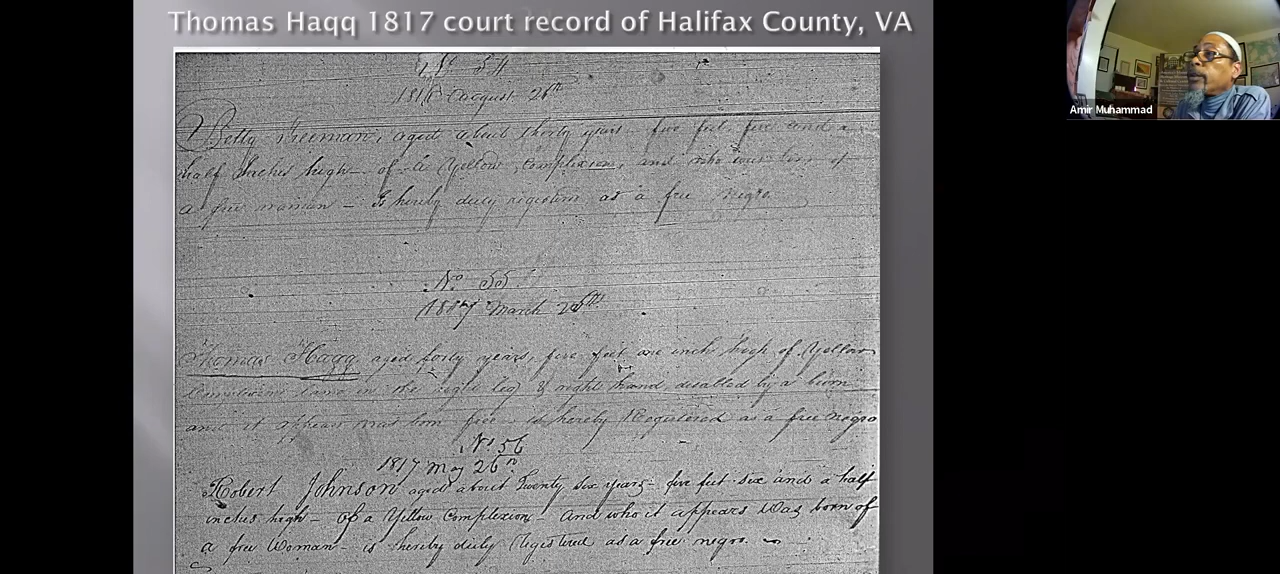 Thomas Haqq 1817 court record of Halifax County, VA
Amir Muhammad
No 54
1816 August 26th
Betty Freeman, aged about thirty years five feet five and a
half Inches high - of a Yellow Complexion, and who was born of
a free woman - Is hereby duly registered as a free negro.
No 55
1817 March 24th
Thomas Haqq aged forty years, five feet one inch high of Yellow
Complexion lame in the right leg & right hand disabled by a burn
and it appears was born free - is hereby Registered as a free negro
No 56
1817 May 26th
Robert Johnson aged about Twenty six years - five feet six and a half
inches high - of a Yellow Complexion - And who it appears Was born of
a free Woman - is hereby duly Registered as a free negro.